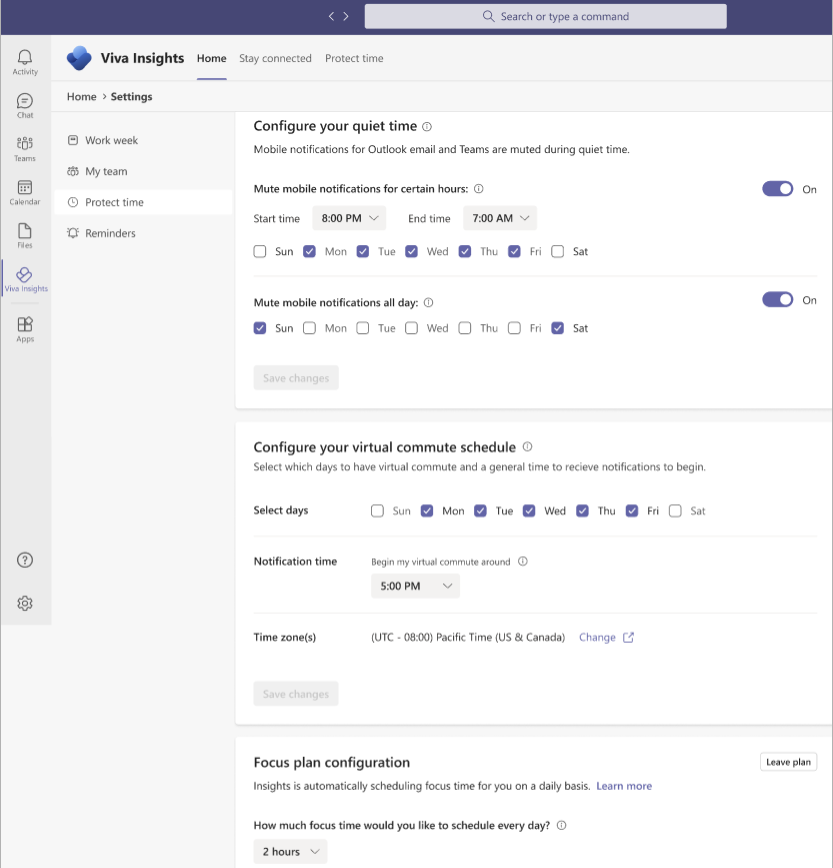 Search or type a command
Viva Insights Home Stay connected Protect time
Home > Settings
Activity
Chat
Teams
Calendar
Files
Viva Insights
Apps
Work week
My team
Protect time
Reminders
Configure your quiet time
Mobile notifications for Outlook email and Teams are muted during quiet time.
Mute mobile notifications for certain hours: On
Start time 8:00 PM End time 7:00 AM
Sun Mon Tue Wed Thu Fri Sat
Mute mobile notifications all day: On
Sun Mon Tue Wed Thu Fri Sat
Save changes
Configure your virtual commute schedule
Select which days to have virtual commute and a general time to recieve notifications to begin.
Select days Sun Mon Tue Wed Thu Fri Sat
Notification time Begin my virtual commute around
5:00 PM
Time zone(s) (UTC - 08:00) Pacific Time (US & Canada) Change
Save changes
Focus plan configuration Leave plan
Insights is automatically scheduling focus time for you on a daily basis. Learn more
How much focus time would you like to schedule every day?
2 hours